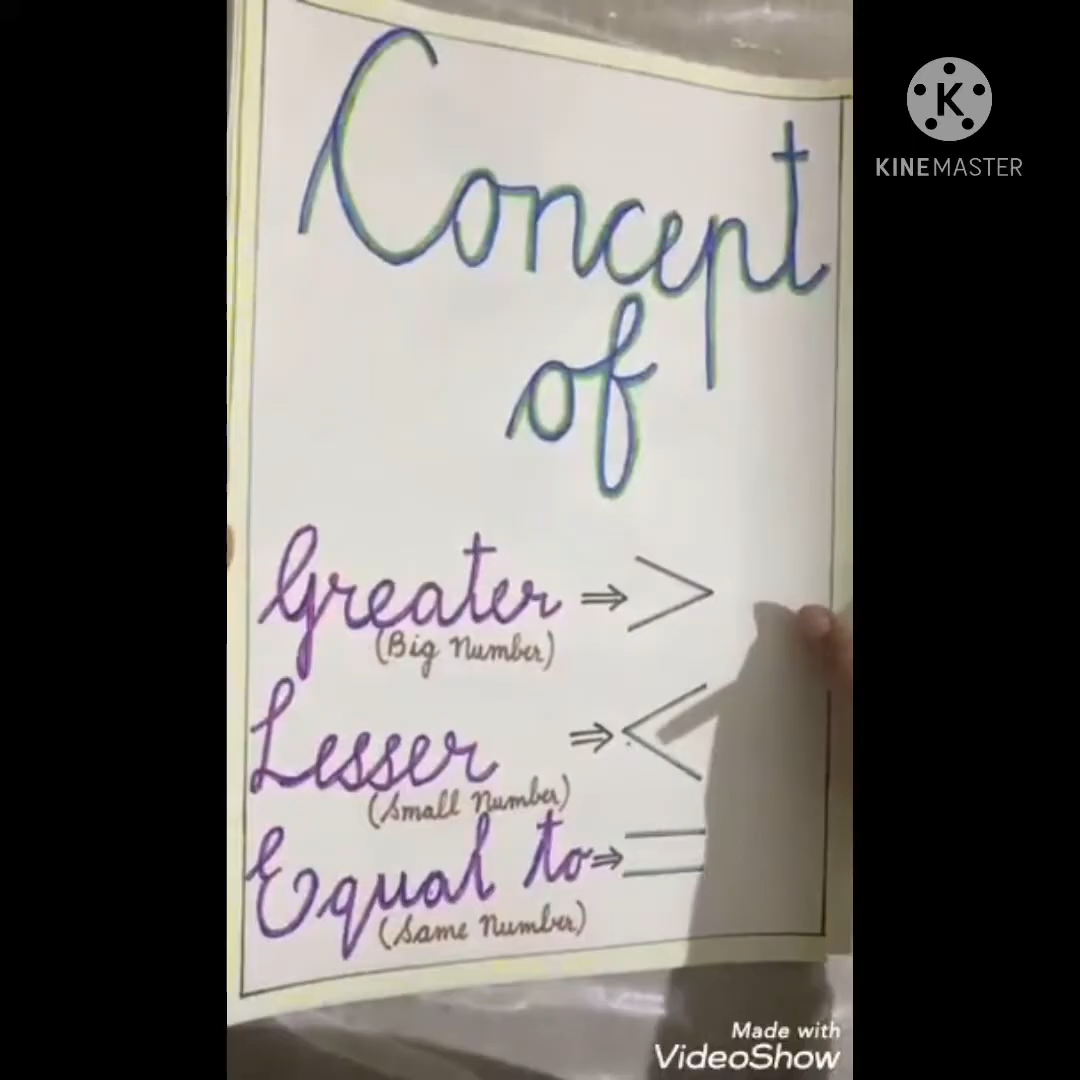 Concept
of
Greater ⇒ >
(Big Number)
Lesser ⇒ <
(Small Number)
Equal to ⇒ =
(Same Number)
K
KINEMASTER
Made with
VideoShow